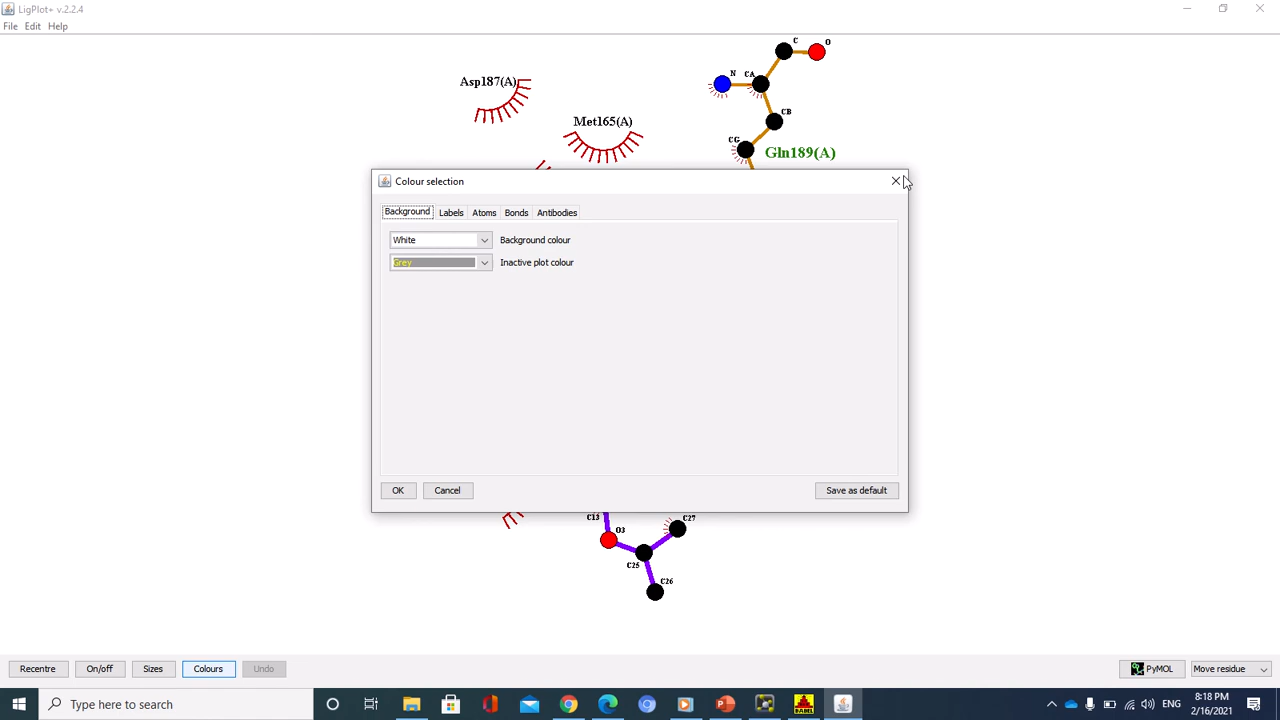 LigPlot+ v.2.2.4
File Edit Help
C O
N CA
Asp187(A)
CB
Met165(A)
CG
Gln189(A)
Colour selection
Background Labels Atoms Bonds Antibodies
White Background colour
Grey Inactive plot colour
OK Cancel Save as default
C13 O3 C27
C25
C26
Recentre On/off Sizes Colours Undo PyMOL Move residue
Type here to search
BABEL
ENG
8:18 PM
2/16/2021